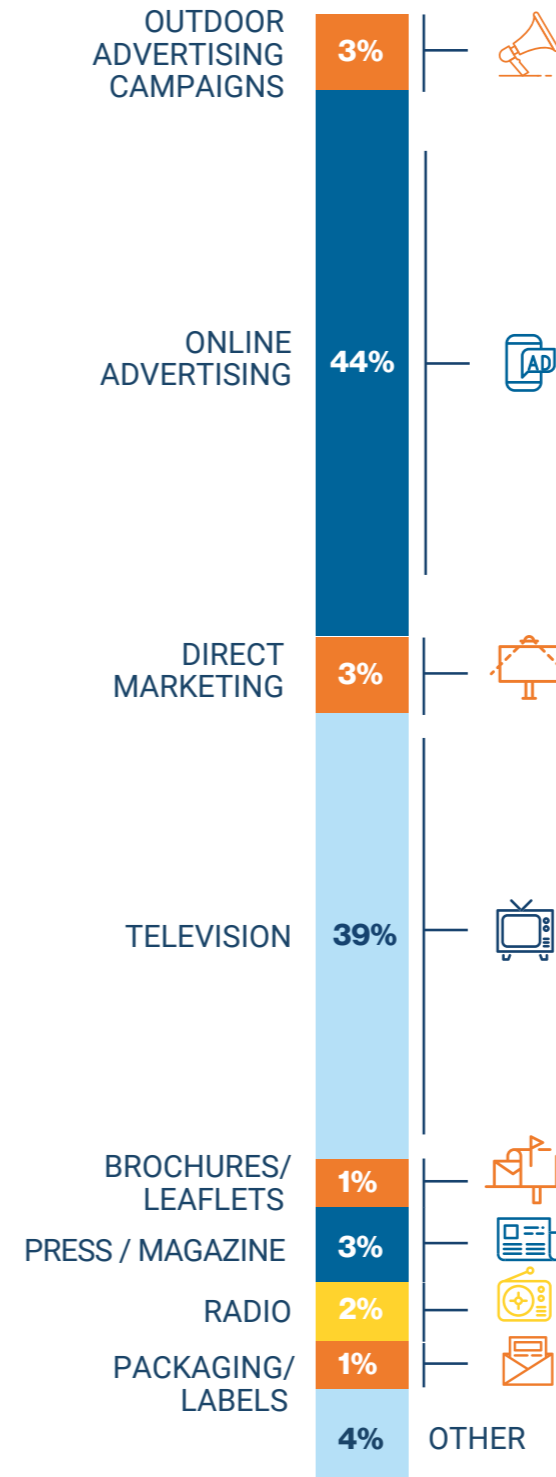 OUTDOOR
ADVERTISING
CAMPAIGNS
3%
ONLINE
ADVERTISING
44%
AD
DIRECT
MARKETING
3%
TELEVISION
39%
BROCHURES/
LEAFLETS
1%
PRESS / MAGAZINE
3%
RADIO
2%
PACKAGING/
LABELS
1%
4%
OTHER